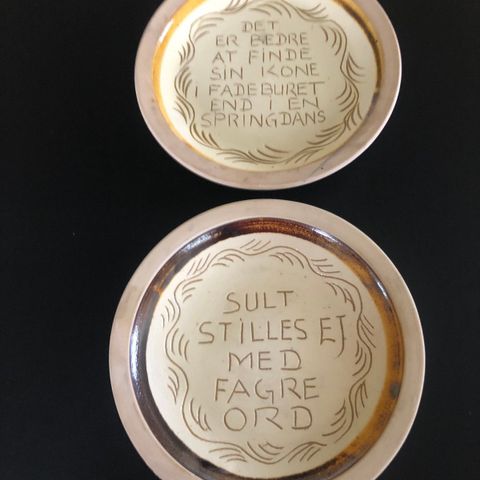 DET
ER BEDRE
AT FINDE
SIN KONE
I FADEBURET
END I EN
SPRINGDANS
SULT
STILLES EJ
MED
FAGRE
ORD